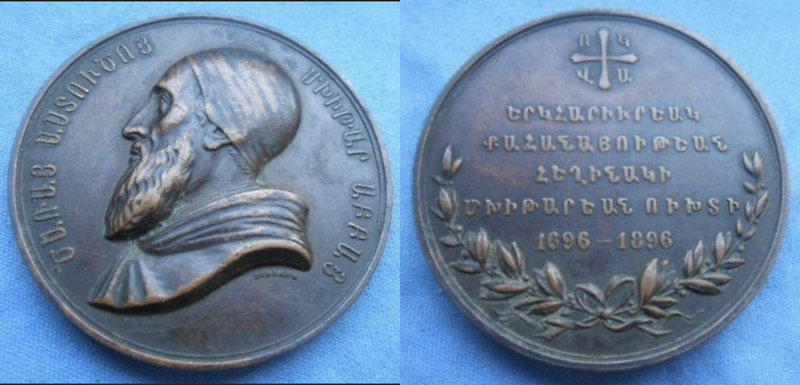 ԾԱՌԱՅ ԱՍՏՈՒԾՈՅ
ՄԽԻԹԱՐ ԱԲԲԱՅ
Ո Կ
Վ Ա
ԵՐԿՀԱՐԻՒՐԵԱԿ
ՔԱՀԱՆԱՅՈՒԹԵԱՆ
ՀԵՂԻՆԱԿԻ
ՄԽԻԹԱՐԵԱՆ ՈՒԽՏԻ
1696-1896